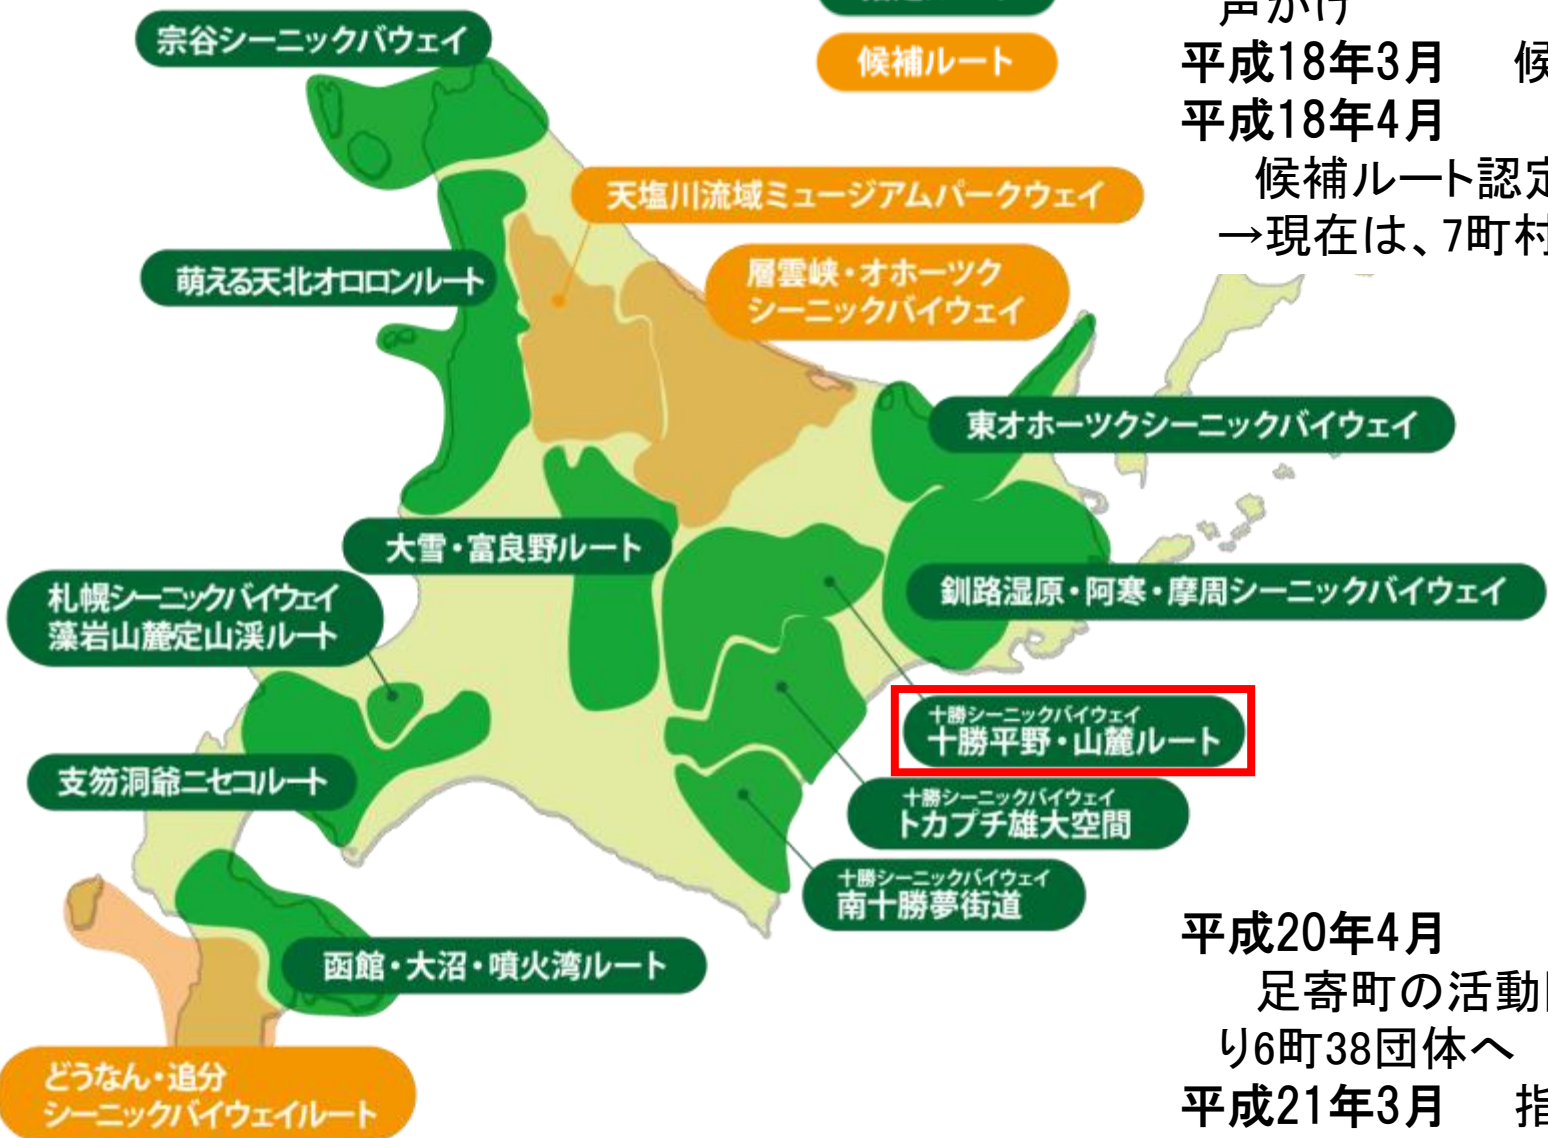 声かけ
宗谷シーニックバウェイ
候補ルート
平成18年3月
平成18年4月
候補ルート認定
→現在は、7町村
天塩川流域ミュージアムパークウェイ
萌える天北オロロンルート
層雲峡・オホーツク
シーニックバイウェイ
東オホーツクシーニックバイウェイ
大雪・富良野ルート
札幌シーニックバイウェイ
藻岩山麓定山渓ルート
釧路湿原・阿寒・摩周シーニックバイウェイ
十勝シーニックバイウェイ
十勝平野・山麓ルート
支笏洞爺ニセコルート
十勝シーニックバイウェイ
トカプチ雄大空間
十勝シーニックバイウェイ
南十勝夢街道
函館・大沼・噴火湾ルート
平成20年4月
足寄町の活動
り6町38団体へ
平成21年3月 指
どうなん・追分
シーニックバイウェイルート